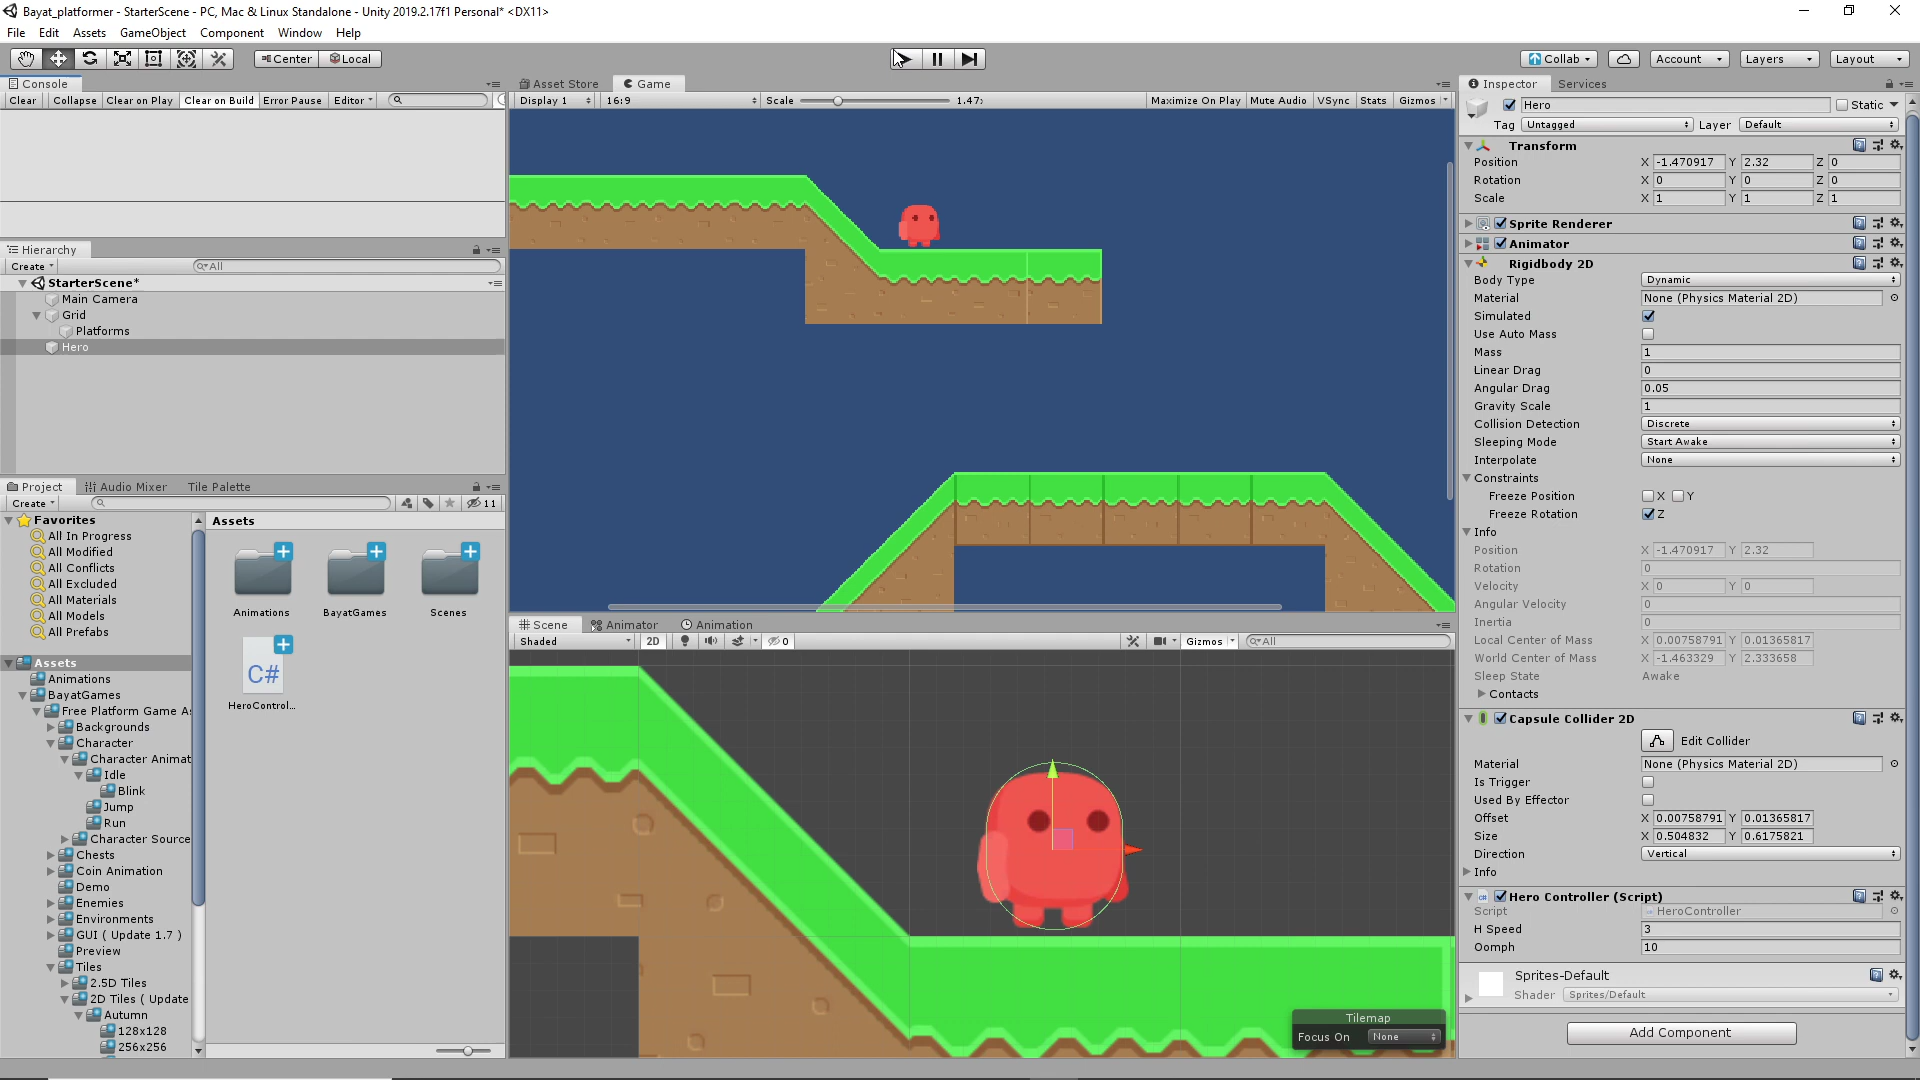 Bayat_platformer - StarterScene - PC, Mac & Linux Standalone - Unity 2019.2.17f1 Personal* <DX11>
File Edit Assets GameObject Component Window Help
Center Local Collab Account Layers Layout
Console
Clear Collapse Clear on Play Clear on Build Error Pause Editor
Hierarchy
Create All
StarterScene*
Main Camera
Grid
Platforms
Hero
Project Audio Mixer Tile Palette
Create 11
Favorites
All In Progress
All Modified
All Conflicts
All Excluded
All Materials
All Models
All Prefabs
Assets
Animations
BayatGames
Free Platform Game As
Backgrounds
Character
Character Animat
Idle
Blink
Jump
Run
Character Source
Chests
Coin Animation
Demo
Enemies
Environments
GUI ( Update 1.7 )
Preview
Tiles
2.5D Tiles
2D Tiles ( Update
Autumn
128x128
256x256
Assets
Animations BayatGames Scenes
C#
HeroControl...
Asset Store Game
Display 1 16:9 Scale 1.47: Maximize On Play Mute Audio VSync Stats Gizmos
Scene Animator Animation
Shaded 2D 0 Gizmos All
Tilemap
Focus On None
Inspector Services
Hero Static
Tag Untagged Layer Default
Transform
Position X -1.470917 Y 2.32 Z 0
Rotation X 0 Y 0 Z 0
Scale X 1 Y 1 Z 1
Sprite Renderer
Animator
Rigidbody 2D
Body Type Dynamic
Material None (Physics Material 2D)
Simulated
Use Auto Mass
Mass 1
Linear Drag 0
Angular Drag 0.05
Gravity Scale 1
Collision Detection Discrete
Sleeping Mode Start Awake
Interpolate None
Constraints
Freeze Position X Y
Freeze Rotation Z
Info
Position X -1.470917 Y 2.32
Rotation 0
Velocity X 0 Y 0
Angular Velocity 0
Inertia 0
Local Center of Mass X 0.00758791 Y 0.01365817
World Center of Mass X -1.463329 Y 2.333658
Sleep State Awake
Contacts
Capsule Collider 2D
Edit Collider
Material None (Physics Material 2D)
Is Trigger
Used By Effector
Offset X 0.00758791 Y 0.01365817
Size X 0.504832 Y 0.6175821
Direction Vertical
Info
Hero Controller (Script)
Script HeroController
H Speed 3
Oomph 10
Sprites-Default
Shader Sprites/Default
Add Component